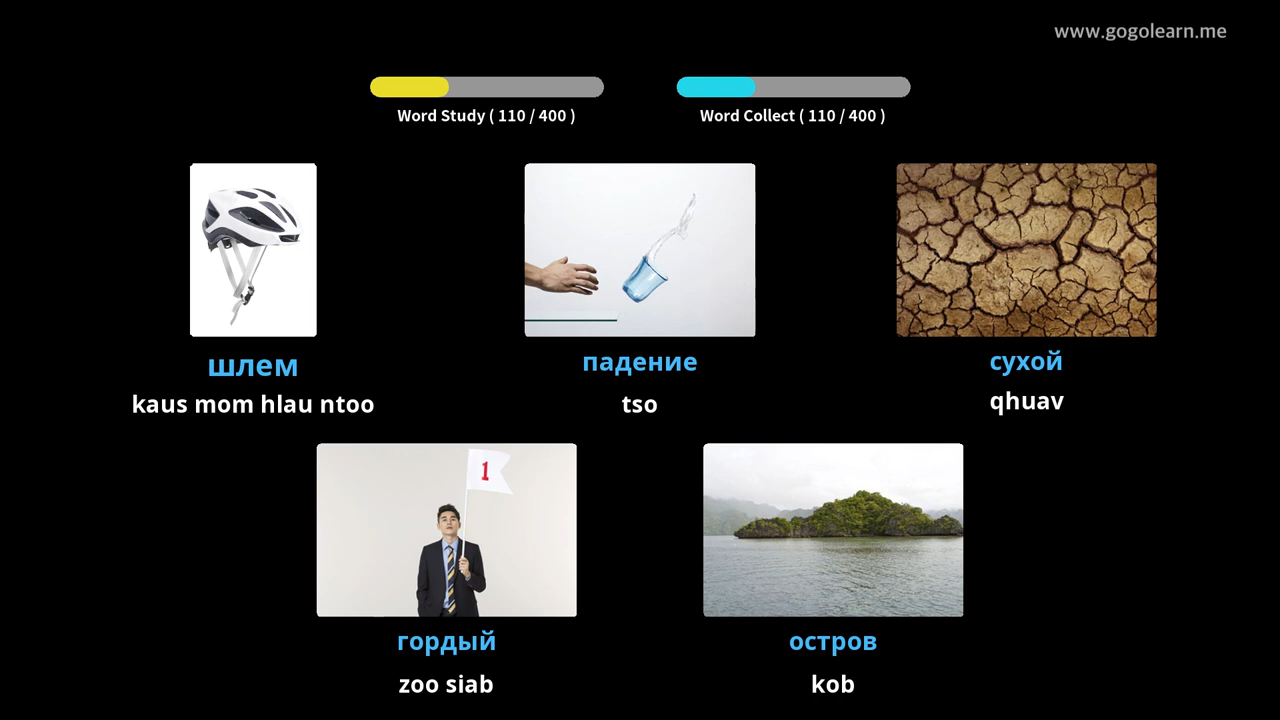 www.gogolearn.me
Word Study ( 110 / 400 )
Word Collect ( 110 / 400 )
шлем
kaus mom hlau ntoo
падение
tso
сухой
qhuav
1
гордый
zoo siab
остров
kob